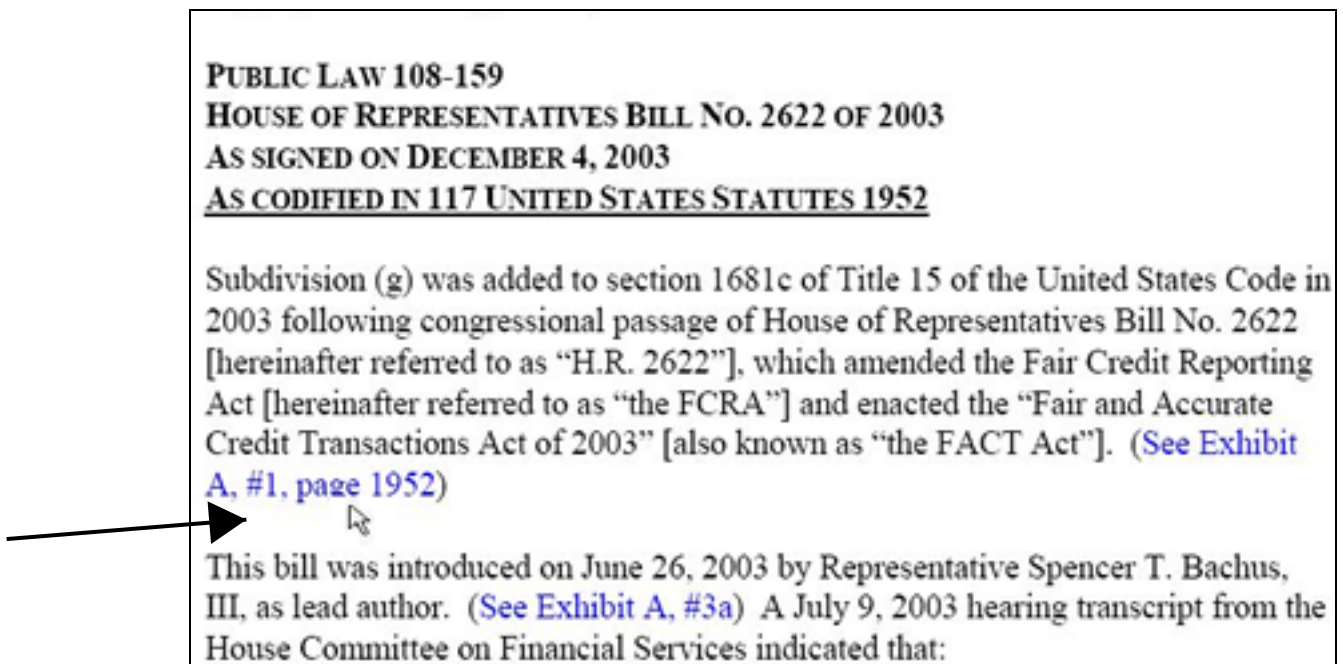 PUBLIC LAW 108-159
HOUSE OF REPRESENTATIVES BILL NO. 2622 OF 2003
AS SIGNED ON DECEMBER 4, 2003
AS CODIFIED IN 117 UNITED STATES STATUTES 1952
Subdivision (g) was added to section 1681c of Title 15 of the United States Code in
2003 following congressional passage of House of Representatives Bill No. 2622
[hereinafter referred to as “H.R. 2622”], which amended the Fair Credit Reporting
Act [hereinafter referred to as “the FCRA”] and enacted the “Fair and Accurate
Credit Transactions Act of 2003” [also known as “the FACT Act”].  (See Exhibit
A, #1, page 1952)
This bill was introduced on June 26, 2003 by Representative Spencer T. Bachus,
III, as lead author.  (See Exhibit A, #3a)  A July 9, 2003 hearing transcript from the
House Committee on Financial Services indicated that: